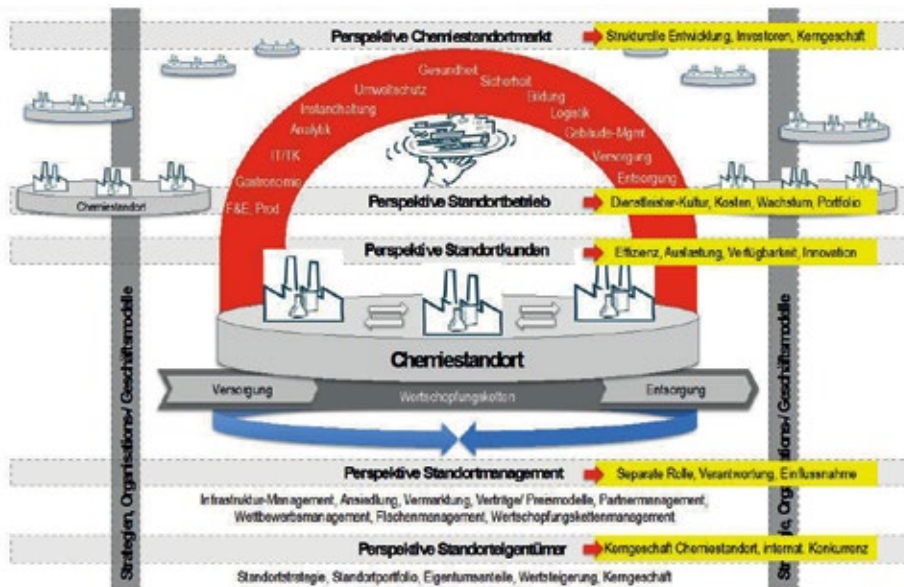 Perspektive Chemiestandortmarkt
Strukturelle Entwicklung, Investoren, Kerngeschäft
Gesundheit
Sicherheit
Umweltschutz
Bildung
Instandhaltung
Logistik
Analytik
Gebäude-Mgmt
IT/TK
Versorgung
Gastronomie
Entsorgung
F&E, Prod
Chemiestandort
Perspektive Standortbetrieb
Dienstleister-Kultur, Kosten, Wachstum, Portfolio
Perspektive Standortkunden
Effizienz, Auslastung, Verfügbarkeit, Innovation
Chemiestandort
Versorgung
Wertschöpfungsketten
Entsorgung
Perspektive Standortmanagement
Separate Rolle, Verantwortung, Einflussnahme
Infrastruktur-Management, Ansiedlung, Vermarktung, Verträge/ Preismodelle, Partnermanagement,
Wettbewerbsmanagement, Flächenmanagement, Wertschöpfungskettenmanagement
Perspektive Standorteigentümer
Kerngeschäft Chemiestandort, internat. Konkurrenz
Standortstrategie, Standortportfolio, Eigentumsanteile, Wertsteigerung, Kerngeschäft
Strategien, Organisations-/ Geschäftsmodelle
Strategie, Organisations-/ Geschäftsmodelle